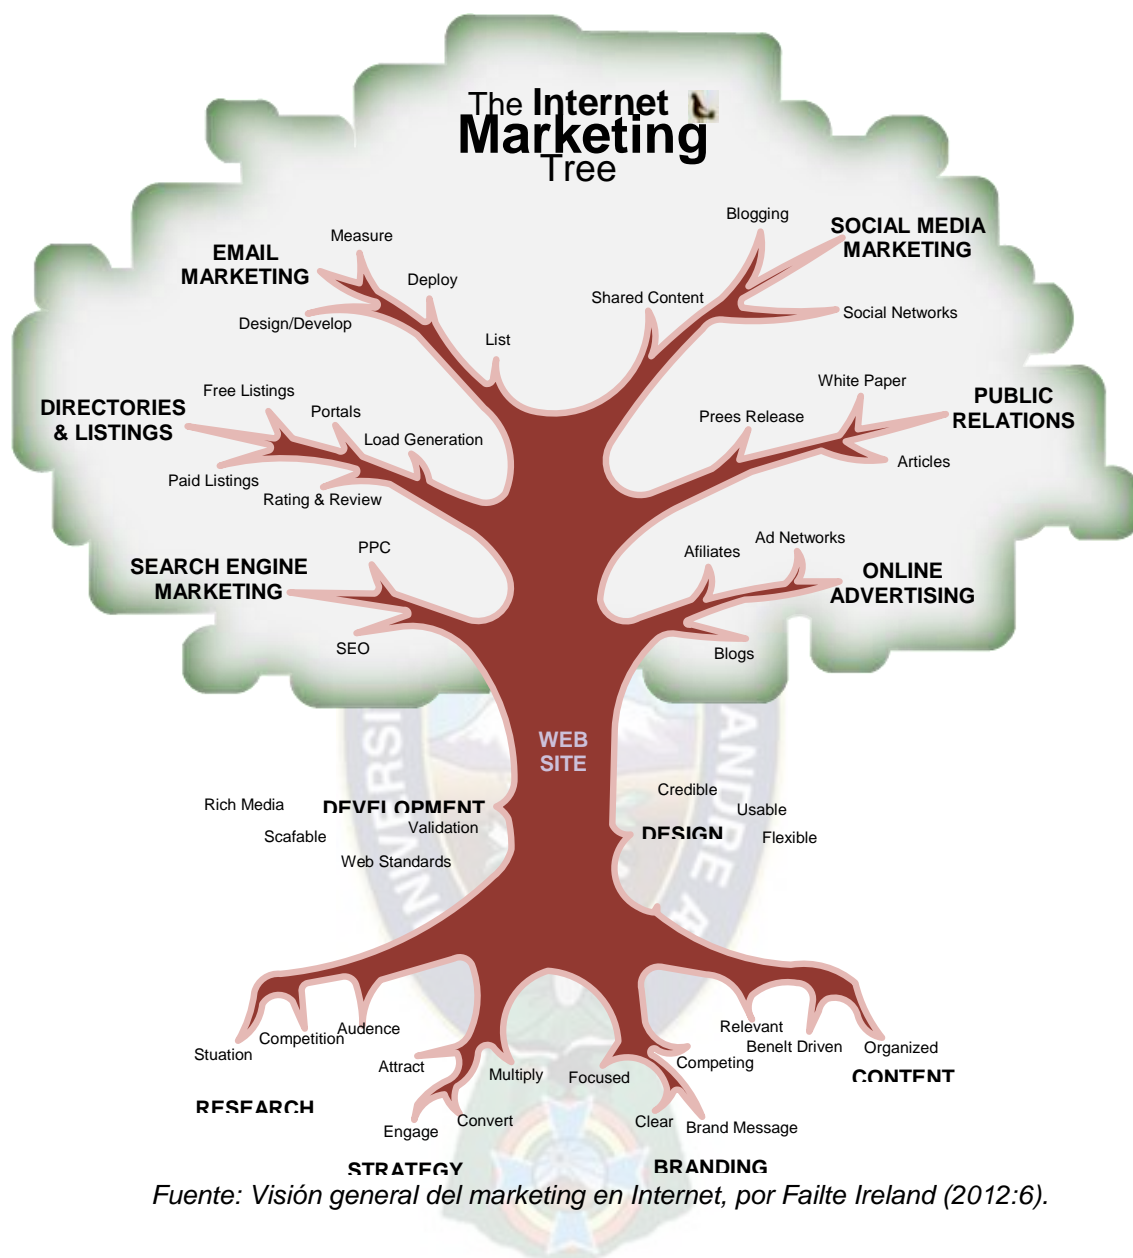 The Internet
Marketing
Tree
Blogging
SOCIAL MEDIA
MARKETING
Measure
EMAIL
MARKETING
Deploy
Shared Content
Social Networks
Design/Develop
List
White Paper
Free Listings
PUBLIC
RELATIONS
DIRECTORIES
& LISTINGS
Portals
Prees Release
Load Generation
Articles
Paid Listings
Rating & Review
Ad Networks
PPC
Afiliates
SEARCH ENGINE
MARKETING
ONLINE
ADVERTISING
SEO
Blogs
UNIVERSI
ANDRE A
WEB
SITE
Credible
Rich Media
DEVELOPMENT
Usable
Validation
Scafable
DESIGN
Flexible
Web Standards
Relevant
Audence
Competition
Benelt Driven
Organized
Stuation
Competing
Attract
Multiply
Focused
CONTENT
RESEARCH
Convert
Clear
Brand Message
Engage
STRATEGY
BRANDING
Fuente: Visión general del marketing en Internet, por Failte Ireland (2012:6).